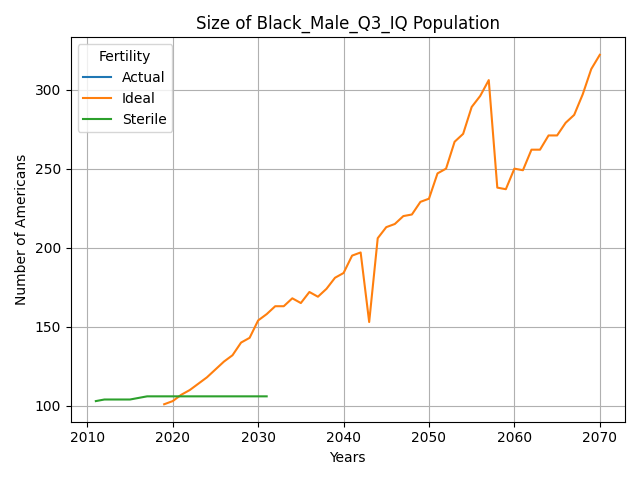 Size of Black_Male_Q3_IQ Population
Fertility
Actual
Ideal
Sterile
Number of Americans
300
250
200
150
100
2010 2020 2030 2040 2050 2060 2070
Years